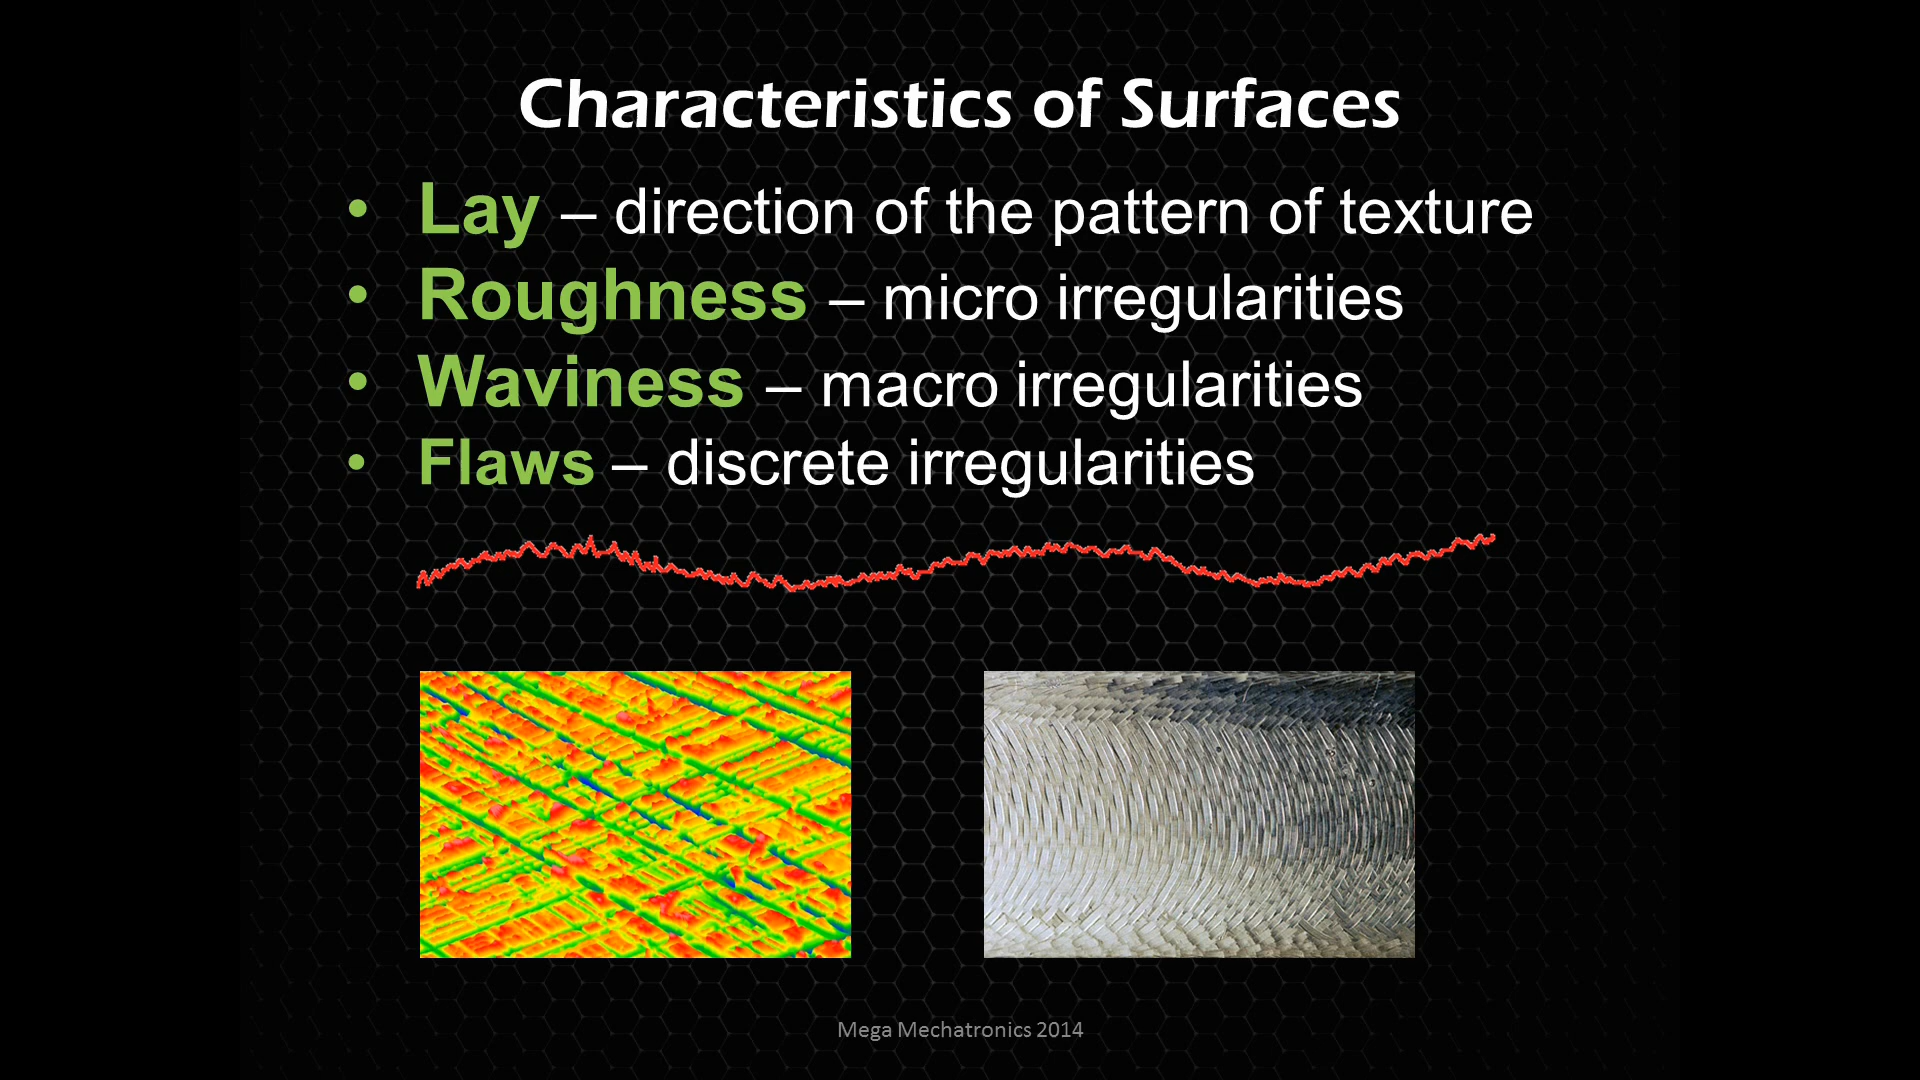 Characteristics of Surfaces
• Lay – direction of the pattern of texture
• Roughness – micro irregularities
• Waviness – macro irregularities
• Flaws – discrete irregularities
Mega Mechatronics 2014